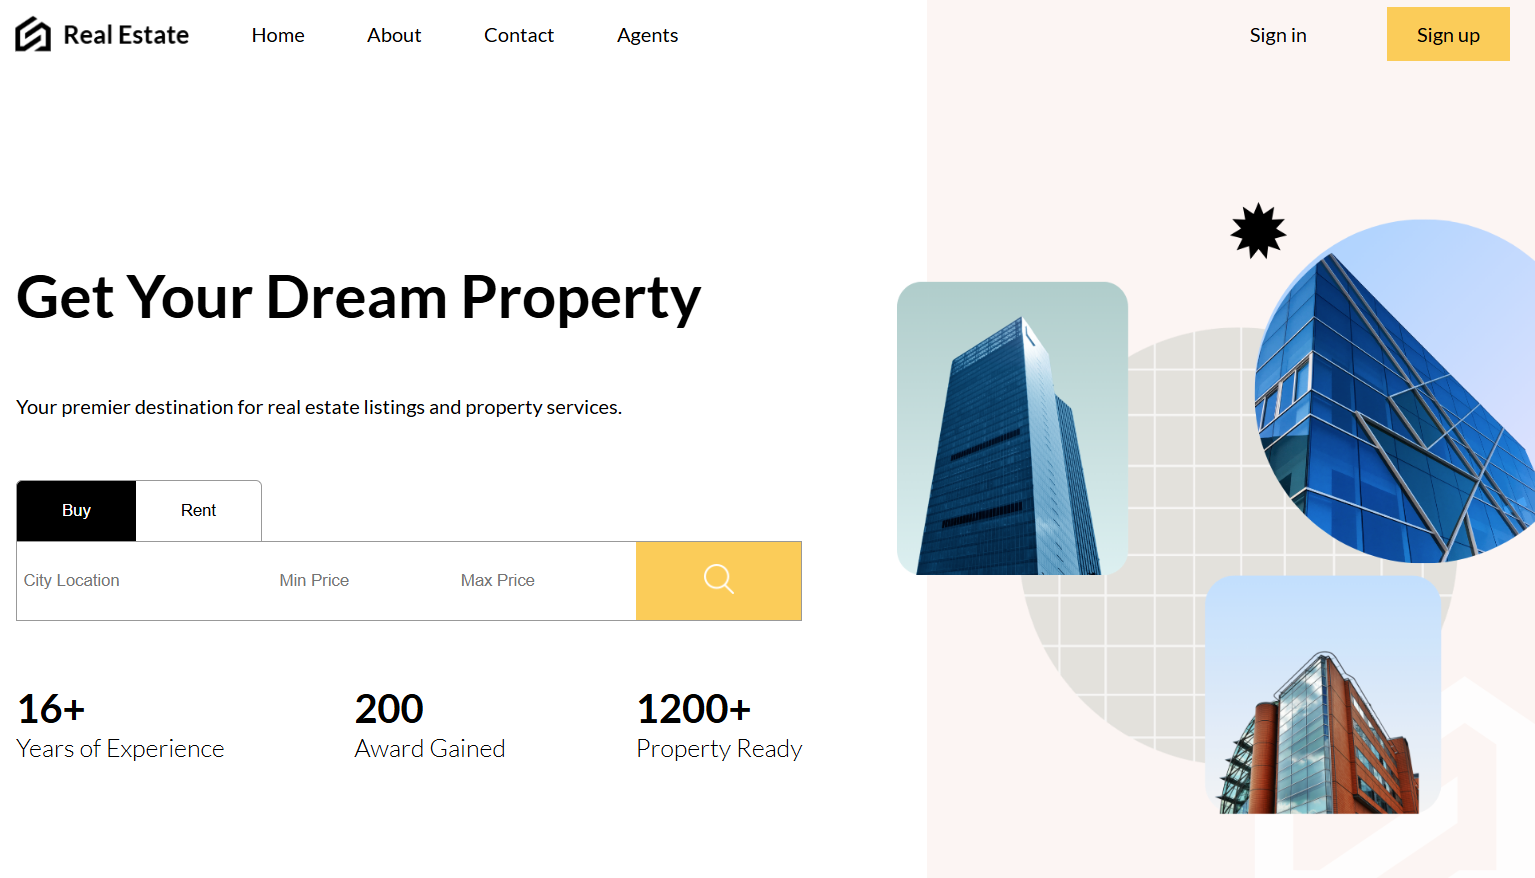 Real Estate Home About Contact Agents Sign in Sign up
Get Your Dream Property
Your premier destination for real estate listings and property services.
Buy Rent
City Location Min Price Max Price
16+ 200 1200+
Years of Experience Award Gained Property Ready